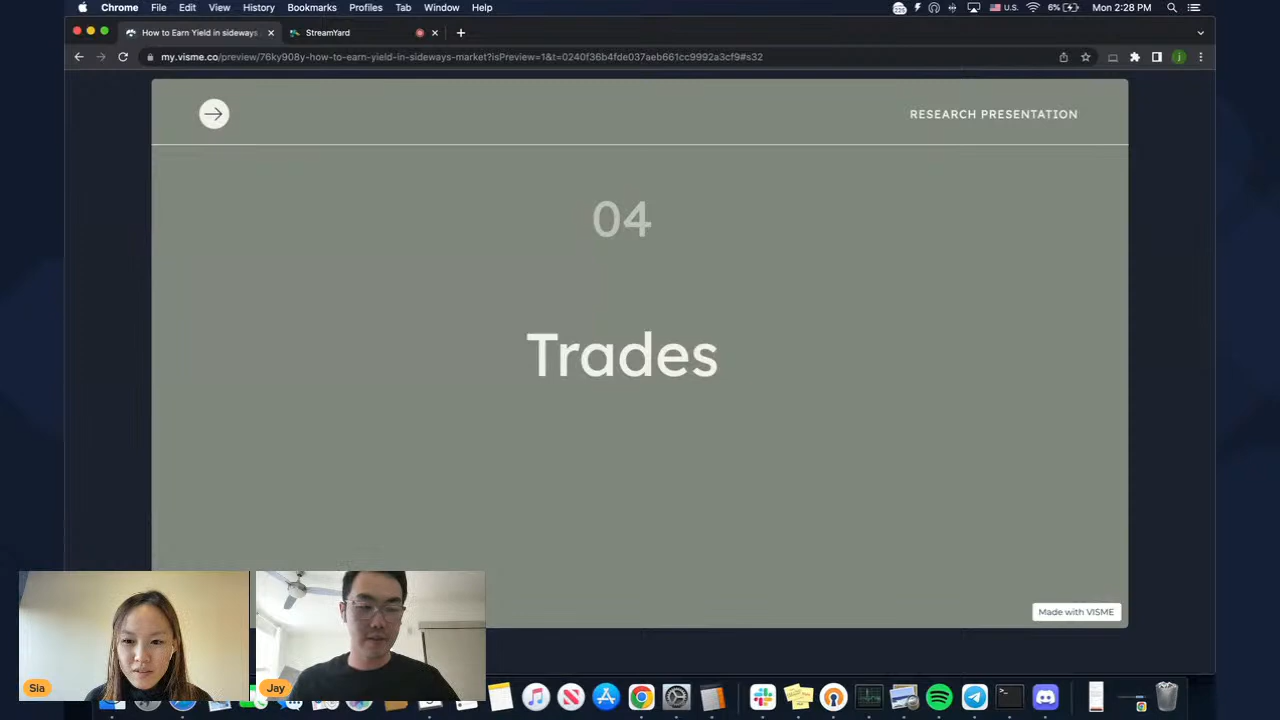 Chrome File Edit View History Bookmarks Profiles Tab Window Help 225 U.S. 6% Mon 2:28 PM
How to Earn Yield in sideways StreamYard
my.visme.co/preview/76ky908y-how-to-earn-yield-in-sideways-market?isPreview=1&t=0240f36b4fde037aeb661cc9992a3cf9#s32
RESEARCH PRESENTATION
04
Trades
Made with VISME
Sia
Jay